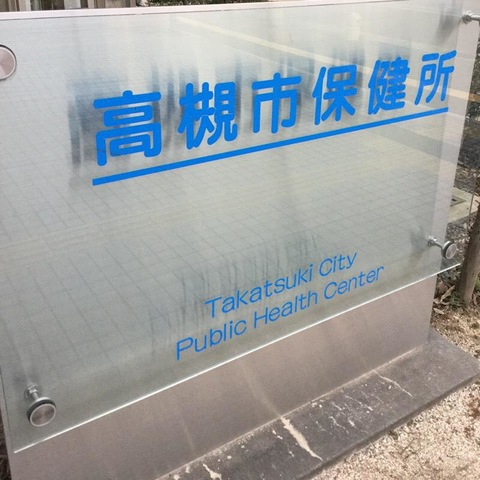 高槻市保健所
Takatsuki City
Public Health Center